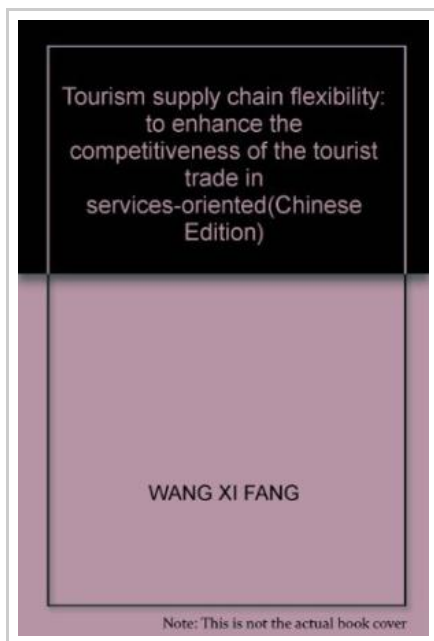 Tourism supply chain flexibility:
to enhance the
competitiveness of the tourist
trade in
services-oriented(Chinese
Edition)
WANG XI FANG
Note: This is not the actual book cover